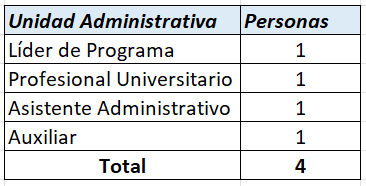 Unidad Administrativa Personas
Líder de Programa 1
Profesional Universitario 1
Asistente Administrativo 1
Auxiliar 1
Total 4